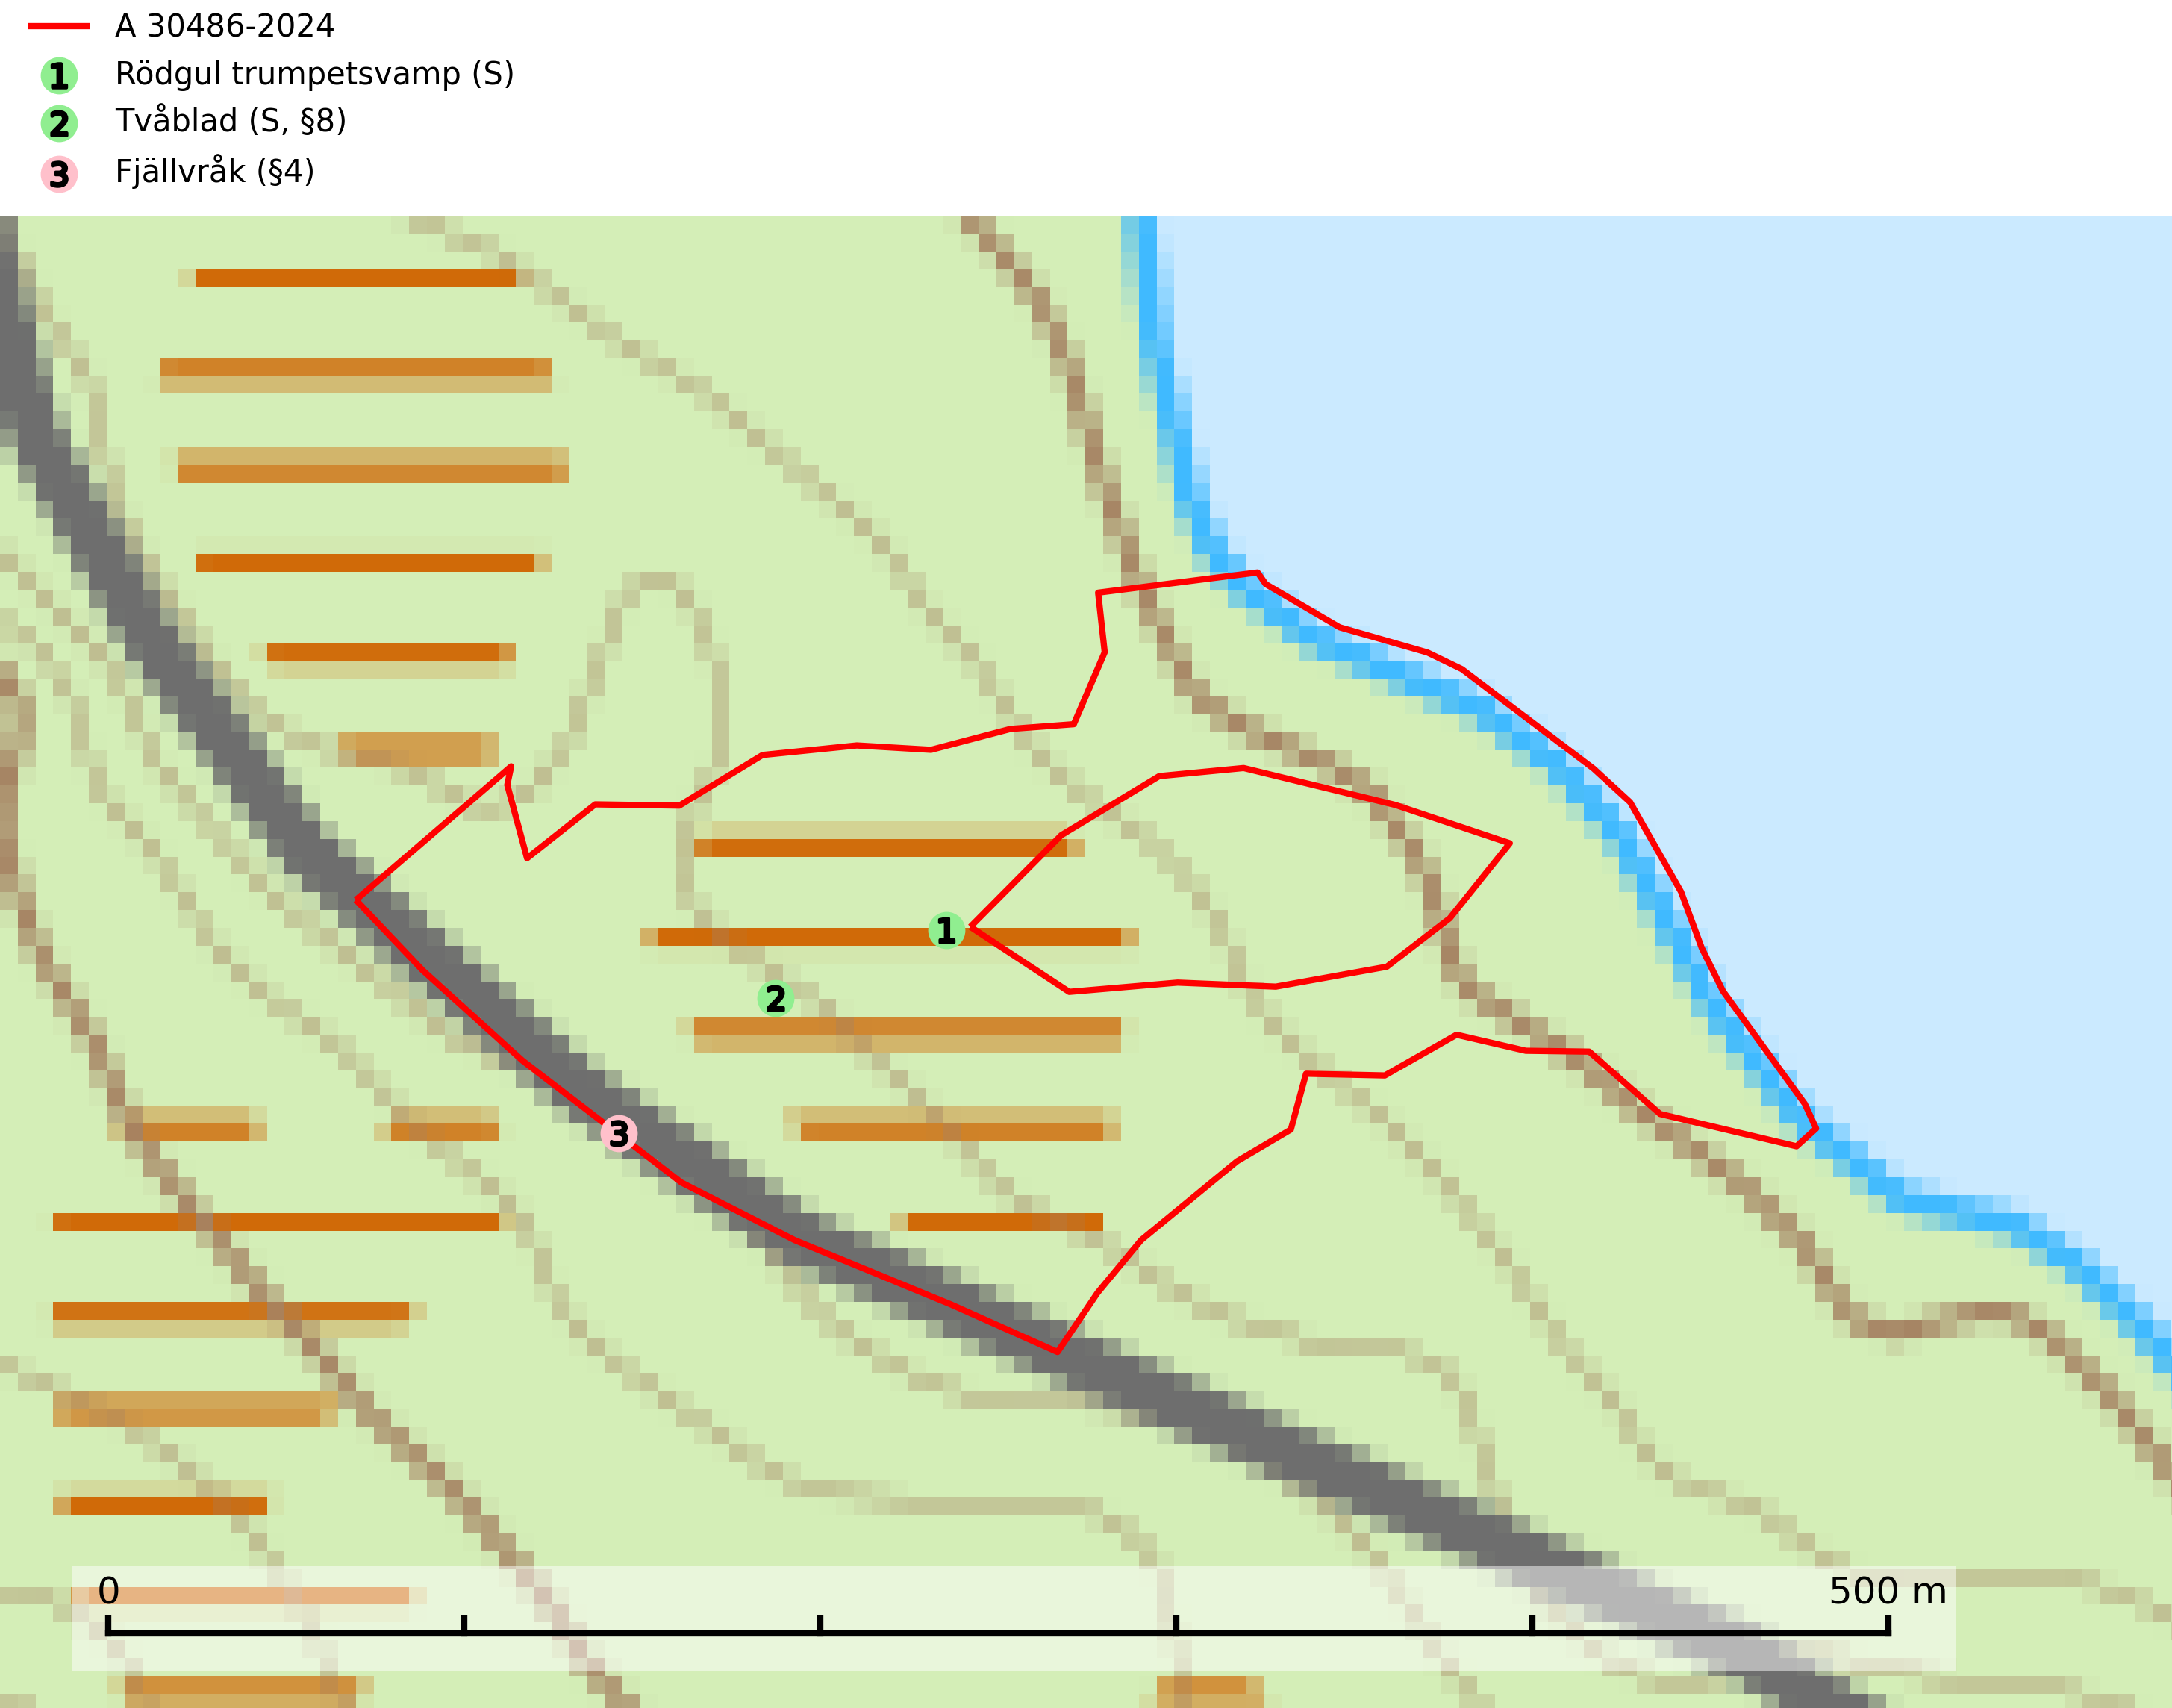 A 30486-2024
1 Rödgul trumpetsvamp (S)
2 Tvåblad (S, §8)
3 Fjällvråk (§4)
1
2
3
0 500 m